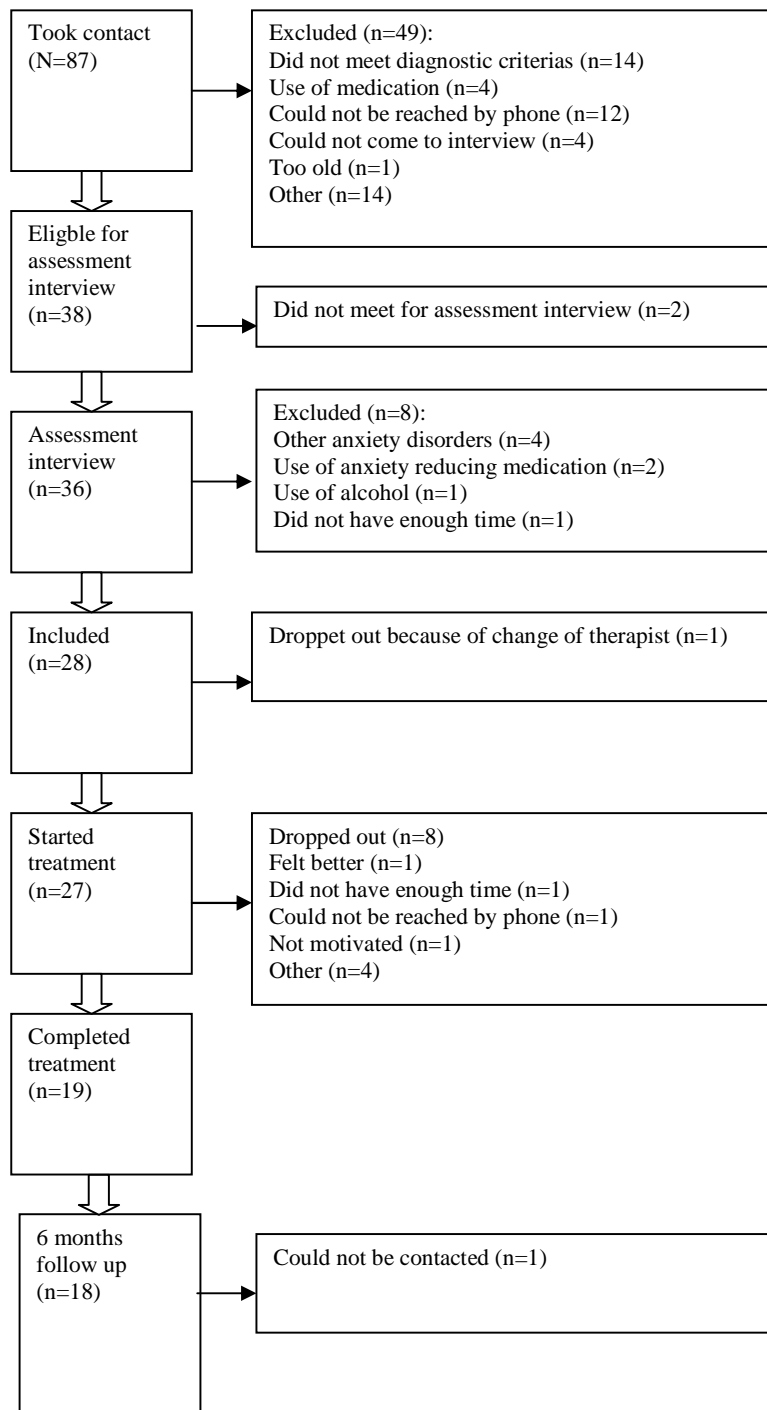 Took contact
(N=87)
Excluded (n=49):
Did not meet diagnostic criterias (n=14)
Use of medication (n=4)
Could not be reached by phone (n=12)
Could not come to interview (n=4)
Too old (n=1)
Other (n=14)
Eligble for
assessment
interview
(n=38)
Did not meet for assessment interview (n=2)
Assessment
interview
(n=36)
Excluded (n=8):
Other anxiety disorders (n=4)
Use of anxiety reducing medication (n=2)
Use of alcohol (n=1)
Did not have enough time (n=1)
Included
(n=28)
Droppet out because of change of therapist (n=1)
Started
treatment
(n=27)
Dropped out (n=8)
Felt better (n=1)
Did not have enough time (n=1)
Could not be reached by phone (n=1)
Not motivated (n=1)
Other (n=4)
Completed
treatment
(n=19)
6 months
follow up
(n=18)
Could not be contacted (n=1)